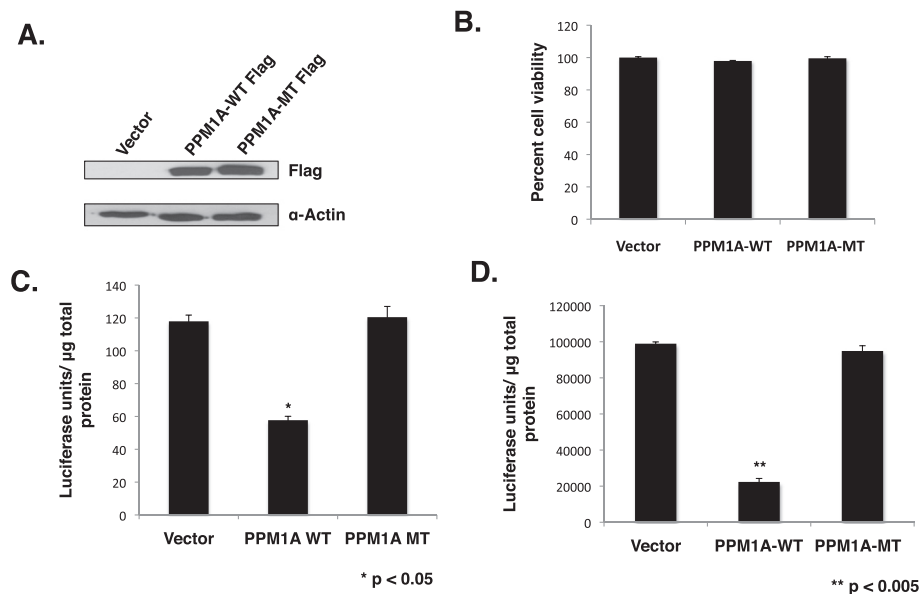 A.
Vector
PPM1A-WT Flag
PPM1A-MT Flag
Flag
α-Actin
B.
Percent cell viability
120
100
80
60
40
20
0
Vector
PPM1A-WT
PPM1A-MT
C.
Luciferase units/ µg total
protein
140
120
100
80
60
40
20
0
*
Vector
PPM1A WT
PPM1A MT
* p < 0.05
D.
Luciferase units/ µg total
protein
120000
100000
80000
60000
40000
20000
0
**
Vector
PPM1A-WT
PPM1A-MT
** p < 0.005